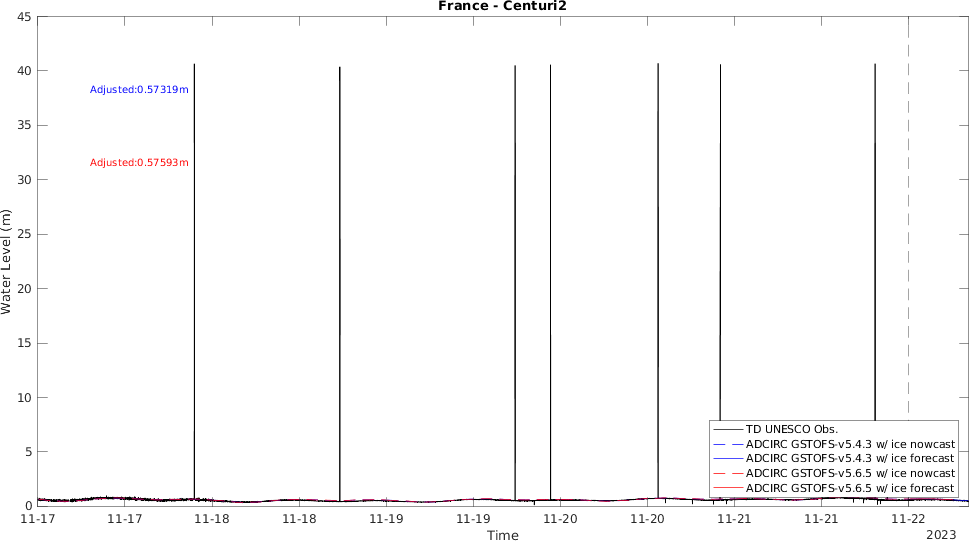 France - Centuri2
45
40
35
30
25
20
15
10
5
0
Water Level (m)
Adjusted:0.57319m
Adjusted:0.57593m
TD UNESCO Obs.
ADCIRC GSTOFS-v5.4.3 w/ ice nowcast
ADCIRC GSTOFS-v5.4.3 w/ ice forecast
ADCIRC GSTOFS-v5.6.5 w/ ice nowcast
ADCIRC GSTOFS-v5.6.5 w/ ice forecast
11-17 11-17 11-18 11-18 11-19 11-19 11-20 11-20 11-21 11-21 11-22
Time
2023